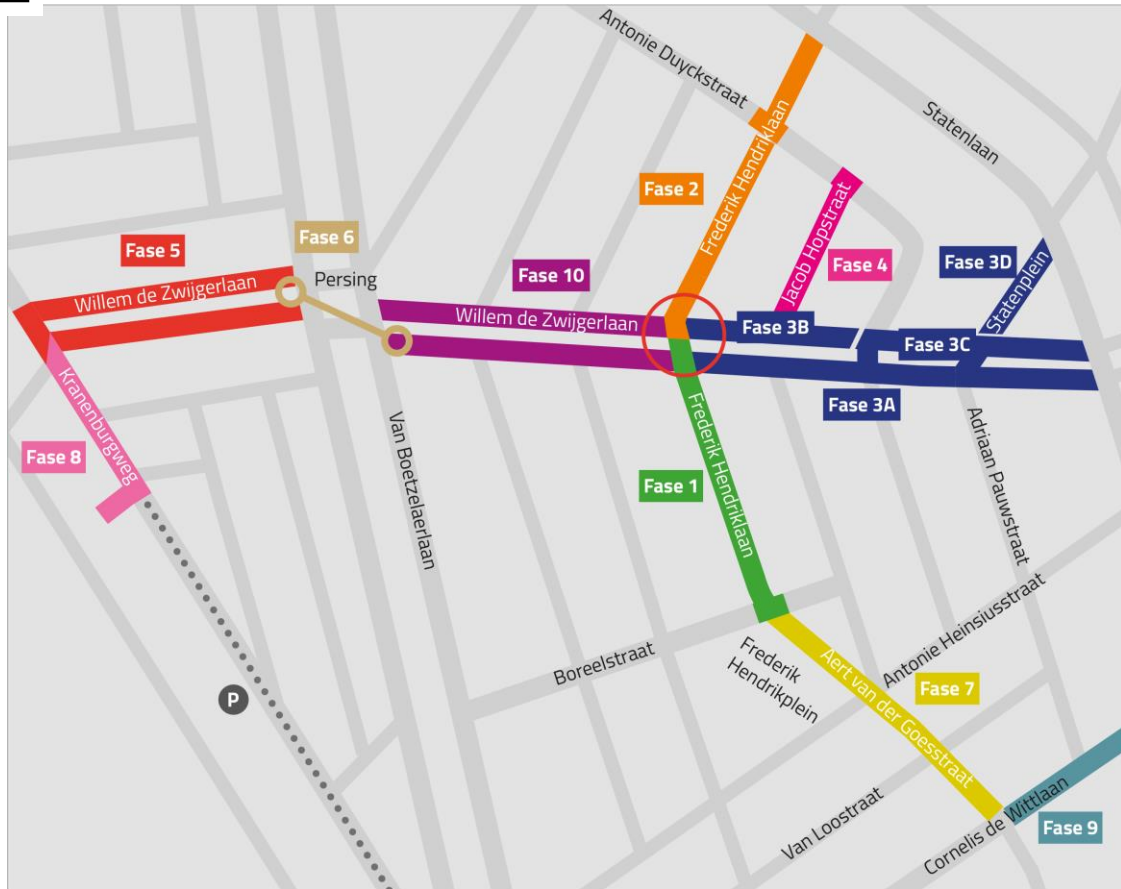 Antonie Duyckstraat
Statenlaan
Frederik Hendriklaan
Fase 2
Jacob Hopstraat
Fase 4
Fase 3D
Statenplein
Fase 5
Fase 6
Willem de Zwijgerlaan
Persing
Fase 10
Willem de Zwijgerlaan
Fase 3B
Fase 3C
Fase 3A
Kranenburgweg
Fase 8
Van Boetzelaerlaan
Frederik Hendriklaan
Fase 1
Adriaan Pauwstraat
Boreelstraat
Frederik
Hendrikplein
Antonie Heinsiusstraat
Aert van der Goesstraat
Fase 7
P
Van Loostraat
Cornelis de Wittlaan
Fase 9